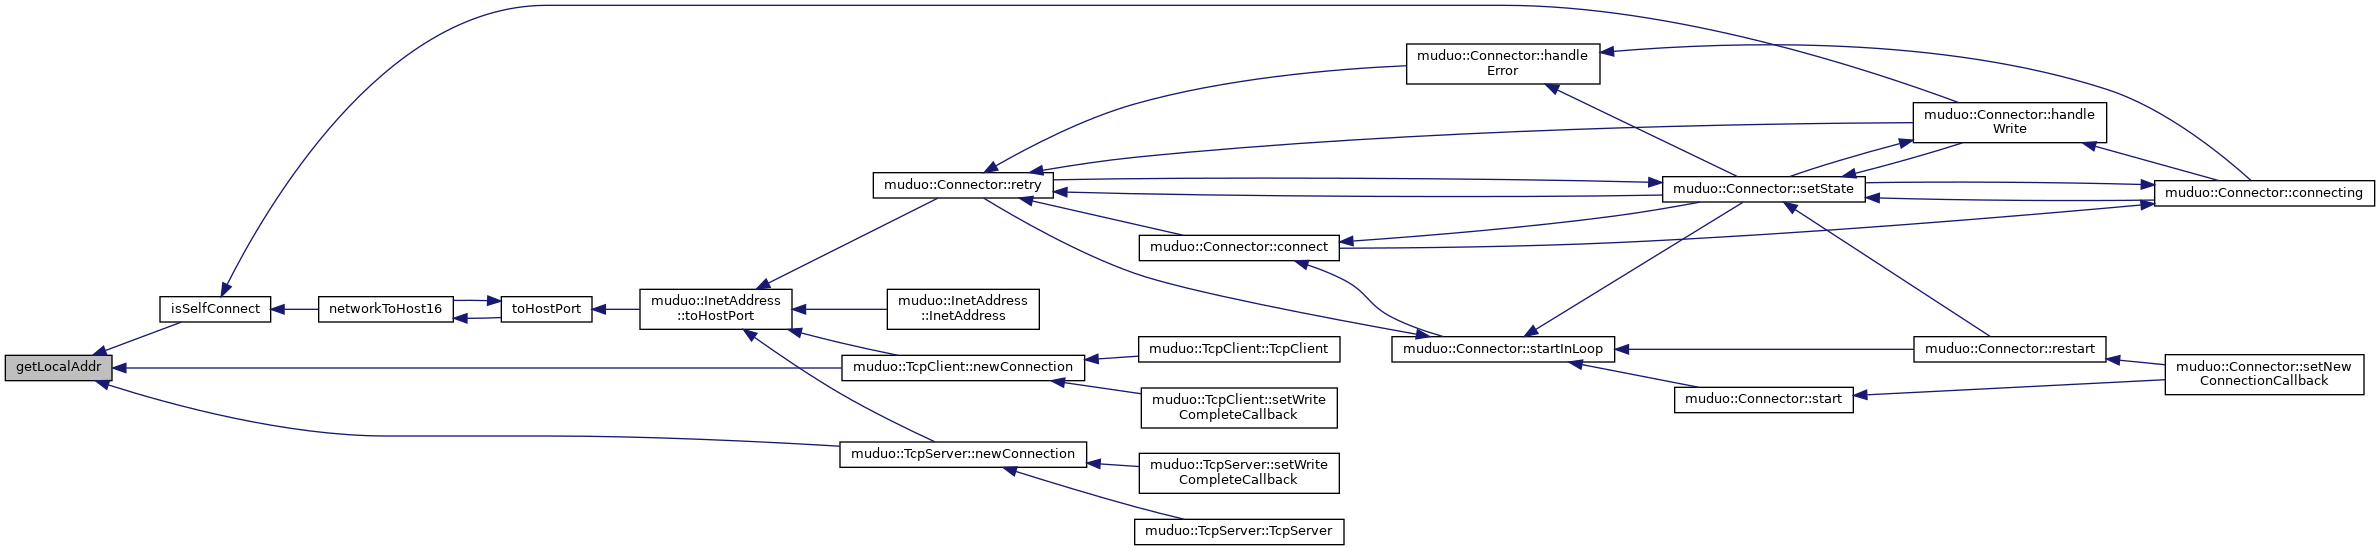 getLocalAddr
isSelfConnect
networkToHost16
toHostPort
muduo::InetAddress
::toHostPort
muduo::Connector::retry
muduo::InetAddress
::InetAddress
muduo::TcpClient::newConnection
muduo::TcpServer::newConnection
muduo::Connector::connect
muduo::TcpClient::TcpClient
muduo::TcpClient::setWrite
CompleteCallback
muduo::TcpServer::setWrite
CompleteCallback
muduo::TcpServer::TcpServer
muduo::Connector::handle
Error
muduo::Connector::startInLoop
muduo::Connector::setState
muduo::Connector::start
muduo::Connector::handle
Write
muduo::Connector::restart
muduo::Connector::connecting
muduo::Connector::setNew
ConnectionCallback